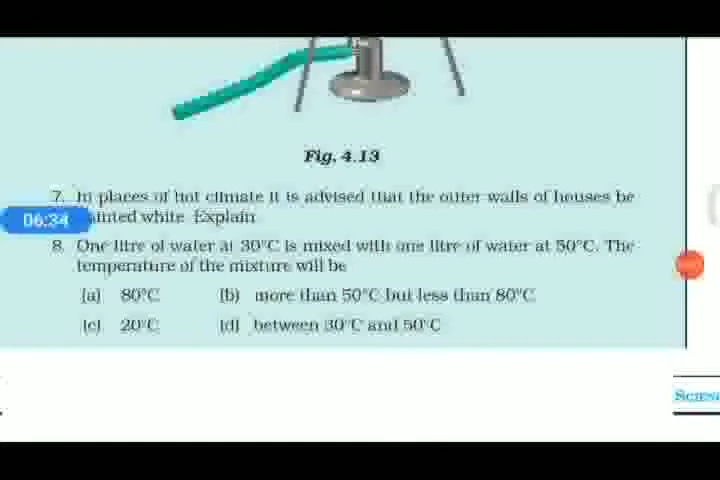 Fig. 4.13
7. In places of hot climate it is advised that the outer walls of houses be
06:34
painted white. Explain.
8. One litre of water at 30°C is mixed with one litre of water at 50°C. The
temperature of the mixture will be
(a) 80°C (b) more than 50°C but less than 80°C
(c) 20°C (d) between 30°C and 50°C